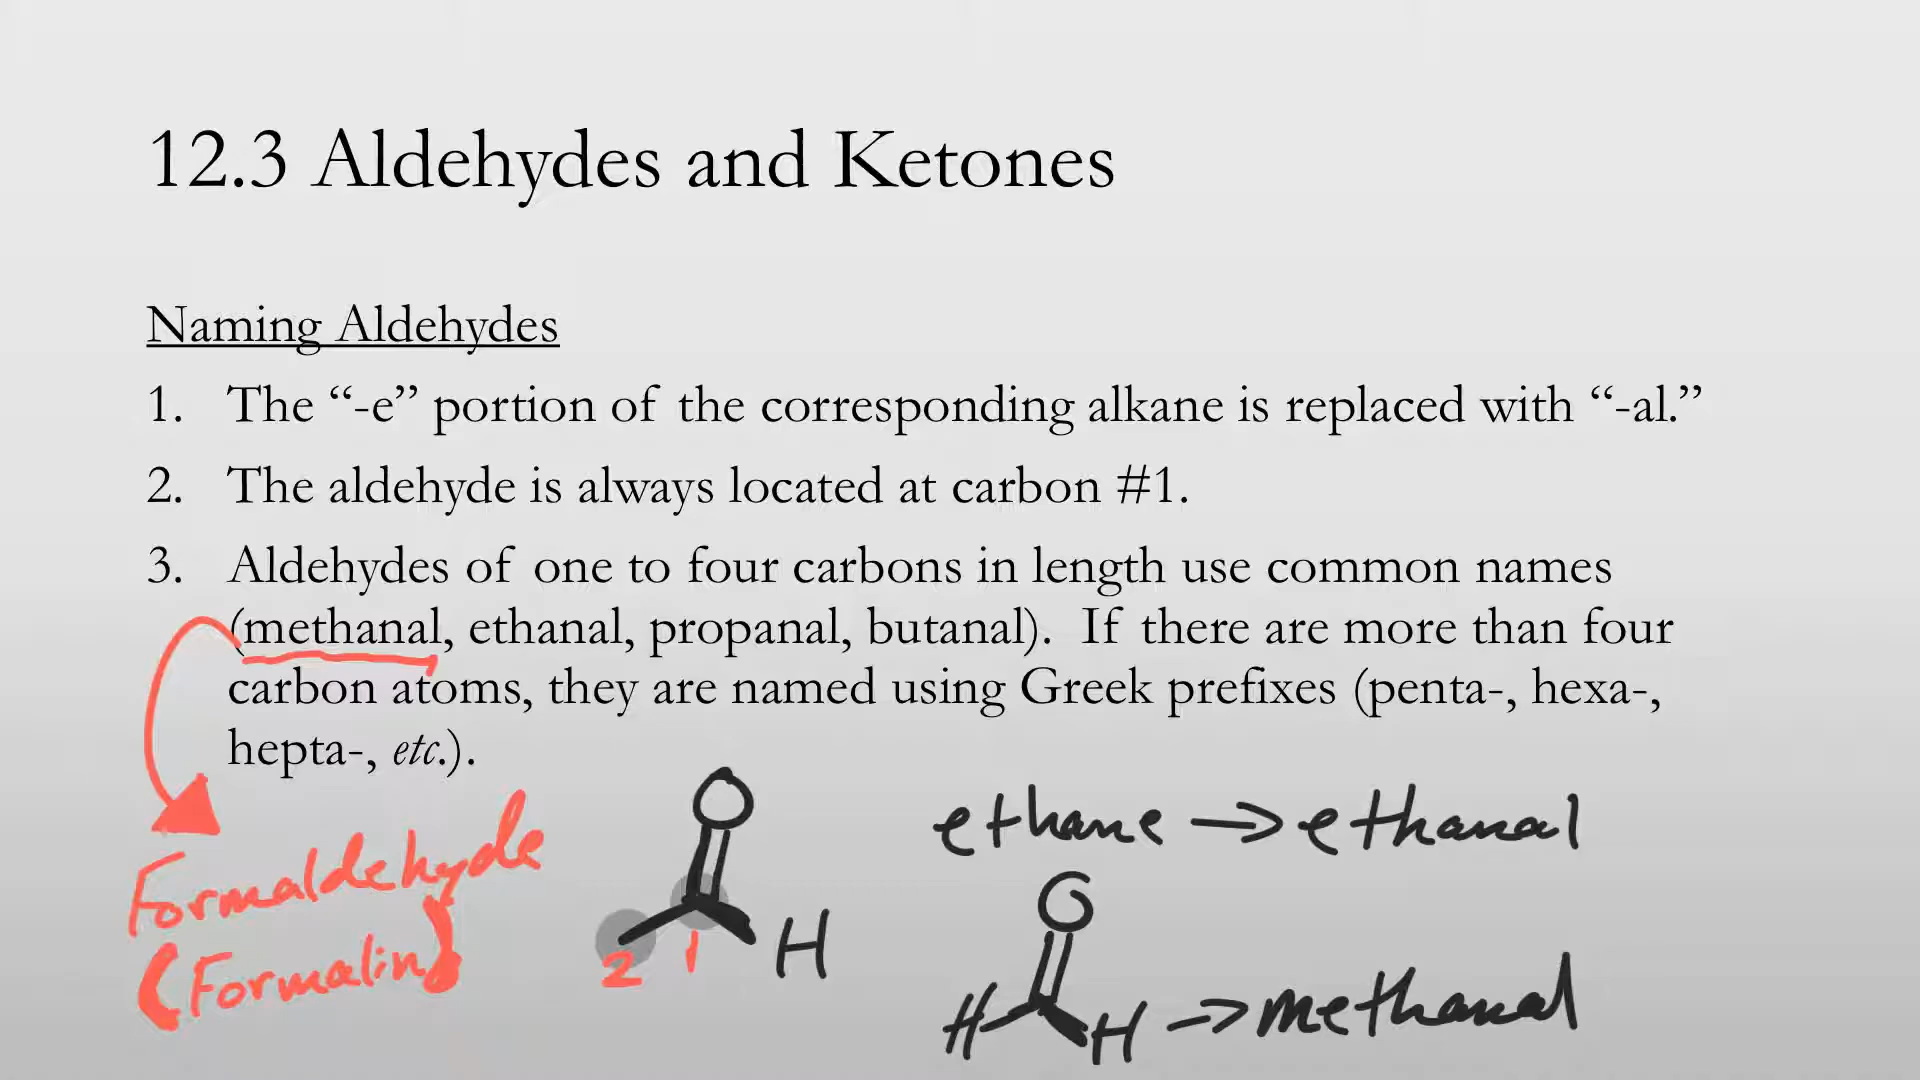 12.3 Aldehydes and Ketones
Naming Aldehydes
1. The “-e” portion of the corresponding alkane is replaced with “-al.”
2. The aldehyde is always located at carbon #1.
3. Aldehydes of one to four carbons in length use common names
(methanal, ethanal, propanal, butanal). If there are more than four
carbon atoms, they are named using Greek prefixes (penta-, hexa-,
hepta-, etc.).
Formaldehyde
(Formalin)
O
H
2 1
ethane → ethanal
O
H H → methanal